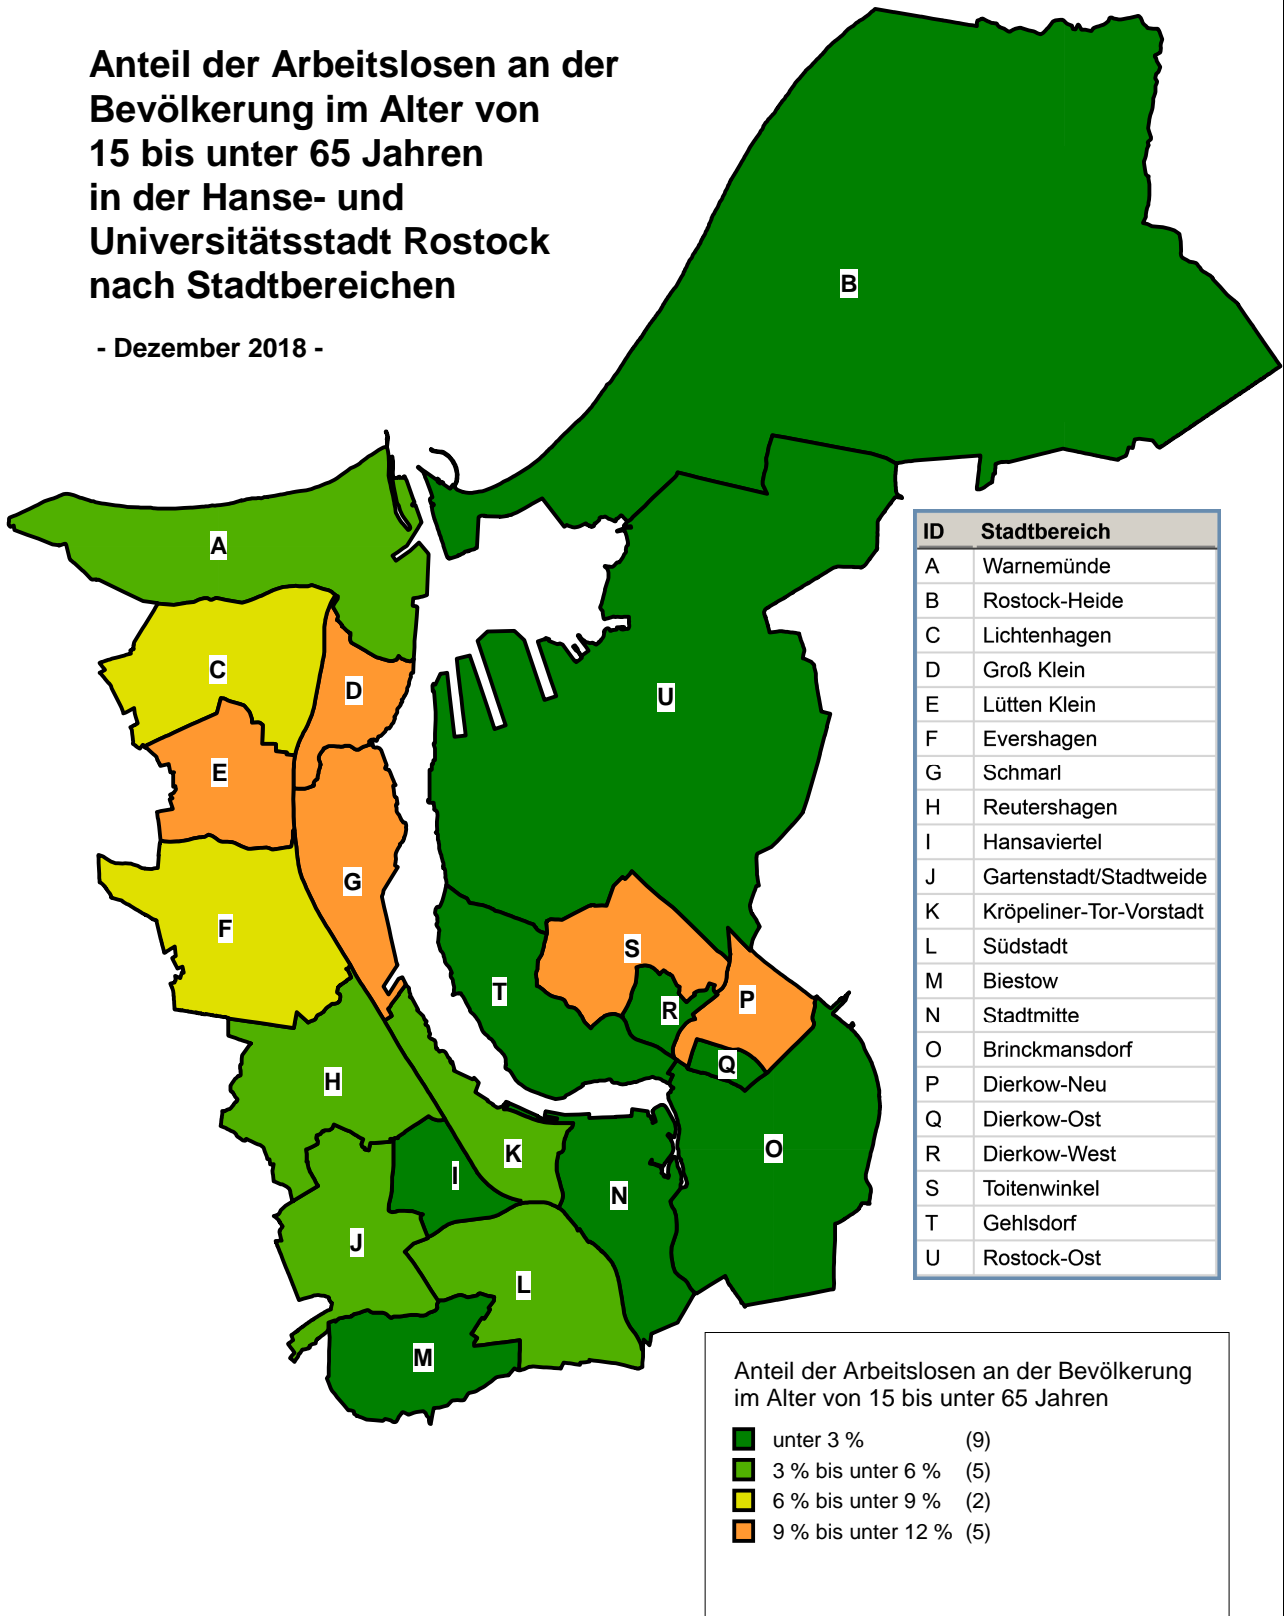 Anteil der Arbeitslosen an der
Bevölkerung im Alter von
15 bis unter 65 Jahren
in der Hanse- und
Universitätsstadt Rostock
nach Stadtbereichen
- Dezember 2018 -
B
A
C
D
U
E
G
F
S
T
R
P
Q
H
K
O
I
N
J
L
M
ID Stadtbereich
A Warnemünde
B Rostock-Heide
C Lichtenhagen
D Groß Klein
E Lütten Klein
F Evershagen
G Schmarl
H Reutershagen
I Hansaviertel
J Gartenstadt/Stadtweide
K Kröpeliner-Tor-Vorstadt
L Südstadt
M Biestow
N Stadtmitte
O Brinckmansdorf
P Dierkow-Neu
Q Dierkow-Ost
R Dierkow-West
S Toitenwinkel
T Gehlsdorf
U Rostock-Ost
Anteil der Arbeitslosen an der Bevölkerung
im Alter von 15 bis unter 65 Jahren
unter 3 % (9)
3 % bis unter 6 % (5)
6 % bis unter 9 % (2)
9 % bis unter 12 % (5)